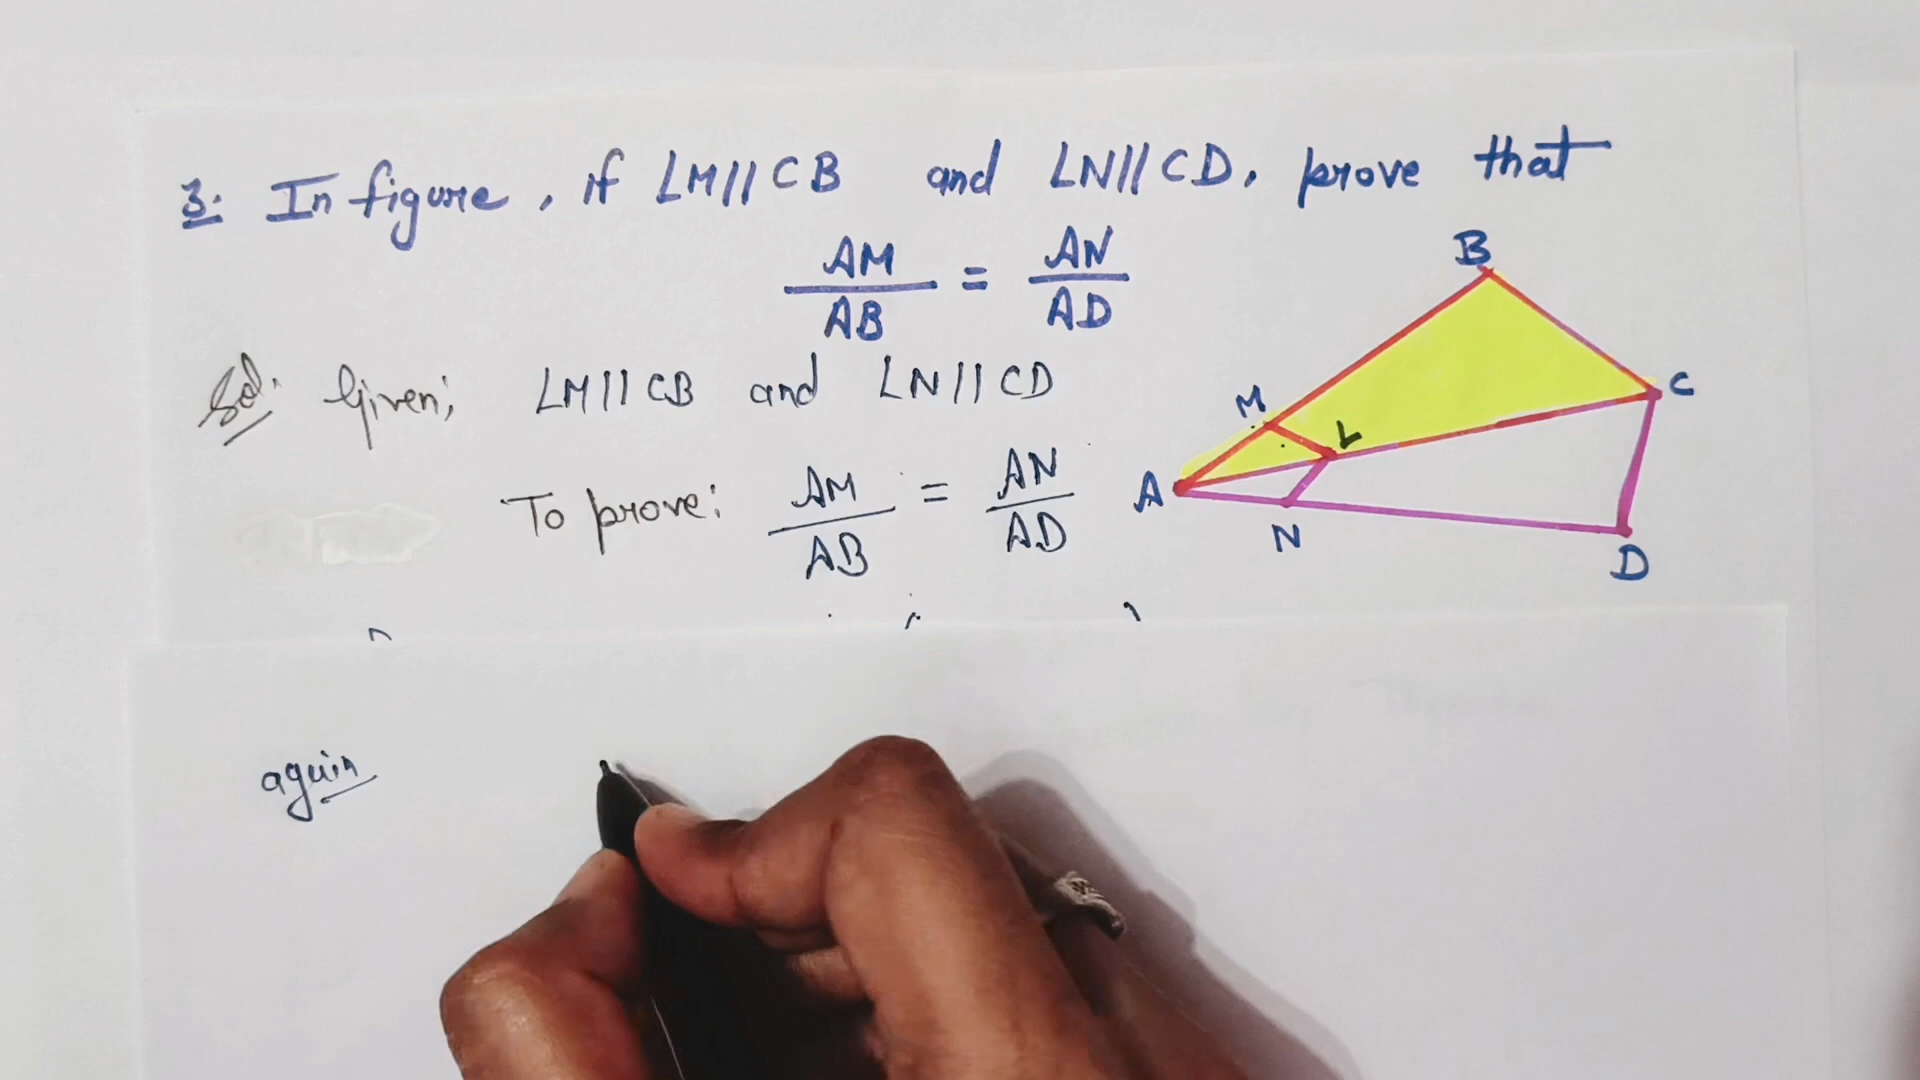 3. In figure, if LM//CB and LN//CD, prove that
AM/AB = AN/AD
Sol. Given; LM//CB and LN//CD
To prove: AM/AB = AN/AD
B
M
L
C
A
N
D
again